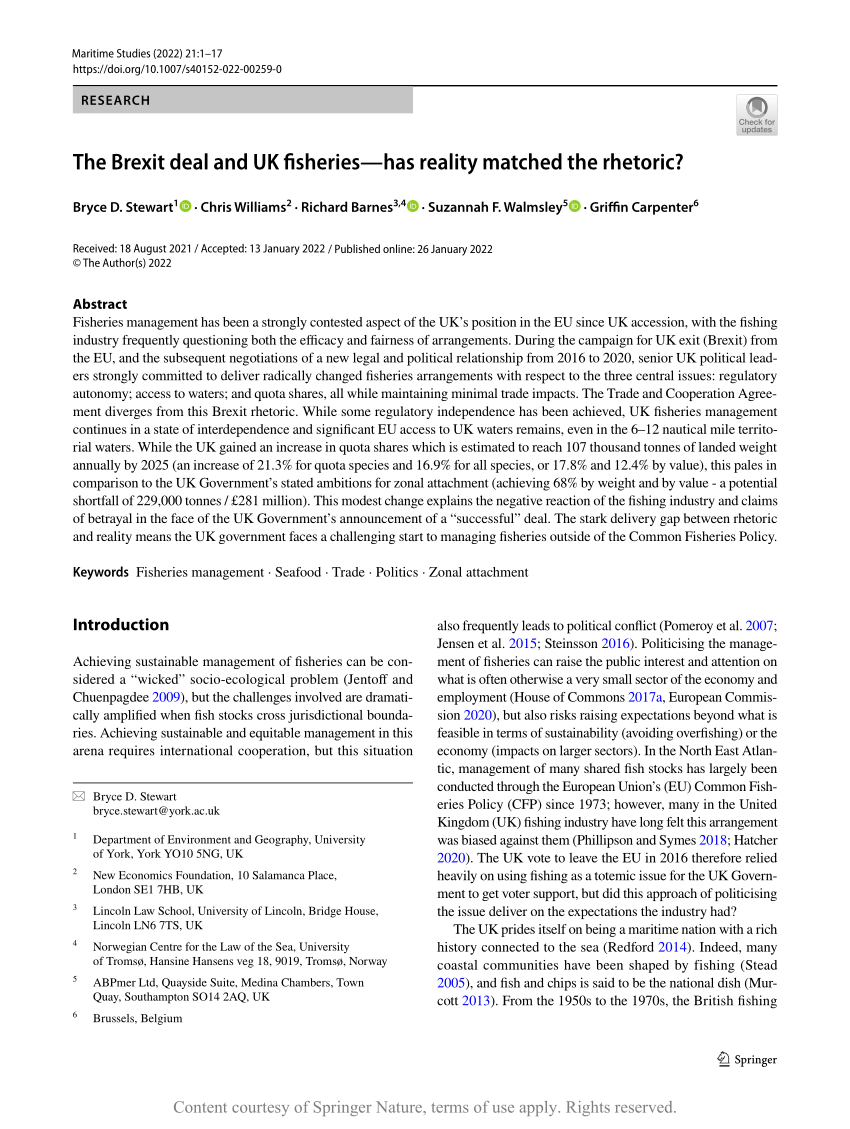 Maritime Studies (2022) 21:1–17
https://doi.org/10.1007/s40152-022-00259-0
RESEARCH
Check for
updates
The Brexit deal and UK fisheries—has reality matched the rhetoric?
Bryce D. Stewart1 · Chris Williams2 · Richard Barnes3,4 · Suzannah F. Walmsley5 · Griffin Carpenter6
Received: 18 August 2021 / Accepted: 13 January 2022 / Published online: 26 January 2022
© The Author(s) 2022
Abstract
Fisheries management has been a strongly contested aspect of the UK's position in the EU since UK accession, with the fishing
industry frequently questioning both the efficacy and fairness of arrangements. During the campaign for UK exit (Brexit) from
the EU, and the subsequent negotiations of a new legal and political relationship from 2016 to 2020, senior UK political lead-
ers strongly committed to deliver radically changed fisheries arrangements with respect to the three central issues: regulatory
autonomy; access to waters; and quota shares, all while maintaining minimal trade impacts. The Trade and Cooperation Agree-
ment diverges from this Brexit rhetoric. While some regulatory independence has been achieved, UK fisheries management
continues in a state of interdependence and significant EU access to UK waters remains, even in the 6–12 nautical mile territo-
rial waters. While the UK gained an increase in quota shares which is estimated to reach 107 thousand tonnes of landed weight
annually by 2025 (an increase of 21.3% for quota species and 16.9% for all species, or 17.8% and 12.4% by value), this pales in
comparison to the UK Government's stated ambitions for zonal attachment (achieving 68% by weight and by value - a potential
shortfall of 229,000 tonnes / £281 million). This modest change explains the negative reaction of the fishing industry and claims
of betrayal in the face of the UK Government's announcement of a “successful” deal. The stark delivery gap between rhetoric
and reality means the UK government faces a challenging start to managing fisheries outside of the Common Fisheries Policy.
Keywords Fisheries management · Seafood · Trade · Politics · Zonal attachment
Introduction
Achieving sustainable management of fisheries can be con-
sidered a “wicked” socio-ecological problem (Jentoff and
Chuenpagdee 2009), but the challenges involved are dramati-
cally amplified when fish stocks cross jurisdictional bounda-
ries. Achieving sustainable and equitable management in this
arena requires international cooperation, but this situation
Bryce D. Stewart
bryce.stewart@york.ac.uk
1 Department of Environment and Geography, University
of York, York YO10 5NG, UK
2 New Economics Foundation, 10 Salamanca Place,
London SE1 7HB, UK
3 Lincoln Law School, University of Lincoln, Bridge House,
Lincoln LN6 7TS, UK
4 Norwegian Centre for the Law of the Sea, University
of Tromsø, Hansine Hansens veg 18, 9019, Tromsø, Norway
5 ABPmer Ltd, Quayside Suite, Medina Chambers, Town
Quay, Southampton SO14 2AQ, UK
6 Brussels, Belgium
also frequently leads to political conflict (Pomeroy et al. 2007;
Jensen et al. 2015; Steinsson 2016). Politicising the manage-
ment of fisheries can raise the public interest and attention on
what is often otherwise a very small sector of the economy and
employment (House of Commons 2017a, European Commis-
sion 2020), but also risks raising expectations beyond what is
feasible in terms of sustainability (avoiding overfishing) or the
economy (impacts on larger sectors). In the North East Atlan-
tic, management of many shared fish stocks has largely been
conducted through the European Union's (EU) Common Fish-
eries Policy (CFP) since 1973; however, many in the United
Kingdom (UK) fishing industry have long felt this arrangement
was biased against them (Phillipson and Symes 2018; Hatcher
2020). The UK vote to leave the EU in 2016 therefore relied
heavily on using fishing as a totemic issue for the UK Govern-
ment to get voter support, but did this approach of politicising
the issue deliver on the expectations the industry had?
The UK prides itself on being a maritime nation with a rich
history connected to the sea (Redford 2014). Indeed, many
coastal communities have been shaped by fishing (Stead
2005), and fish and chips is said to be the national dish (Mur-
cott 2013). From the 1950s to the 1970s, the British fishing
Springer
Content courtesy of Springer Nature, terms of use apply. Rights reserved.